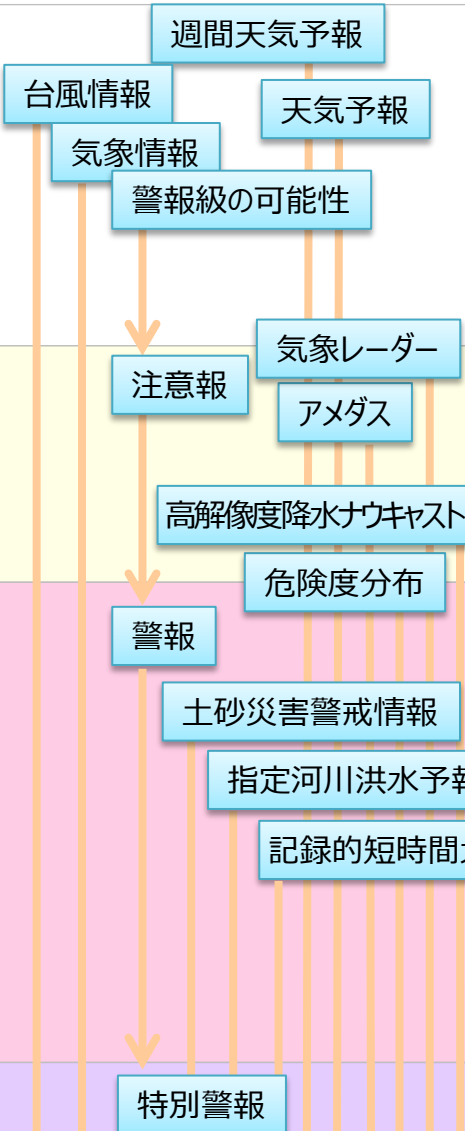 週間天気予報
台風情報
天気予報
気象情報
警報級の可能性
気象レーダー
注意報
アメダス
高解像度降水ナウキャスト
危険度分布
警報
土砂災害警戒情報
指定河川洪水予報
記録的短時間
特別警報